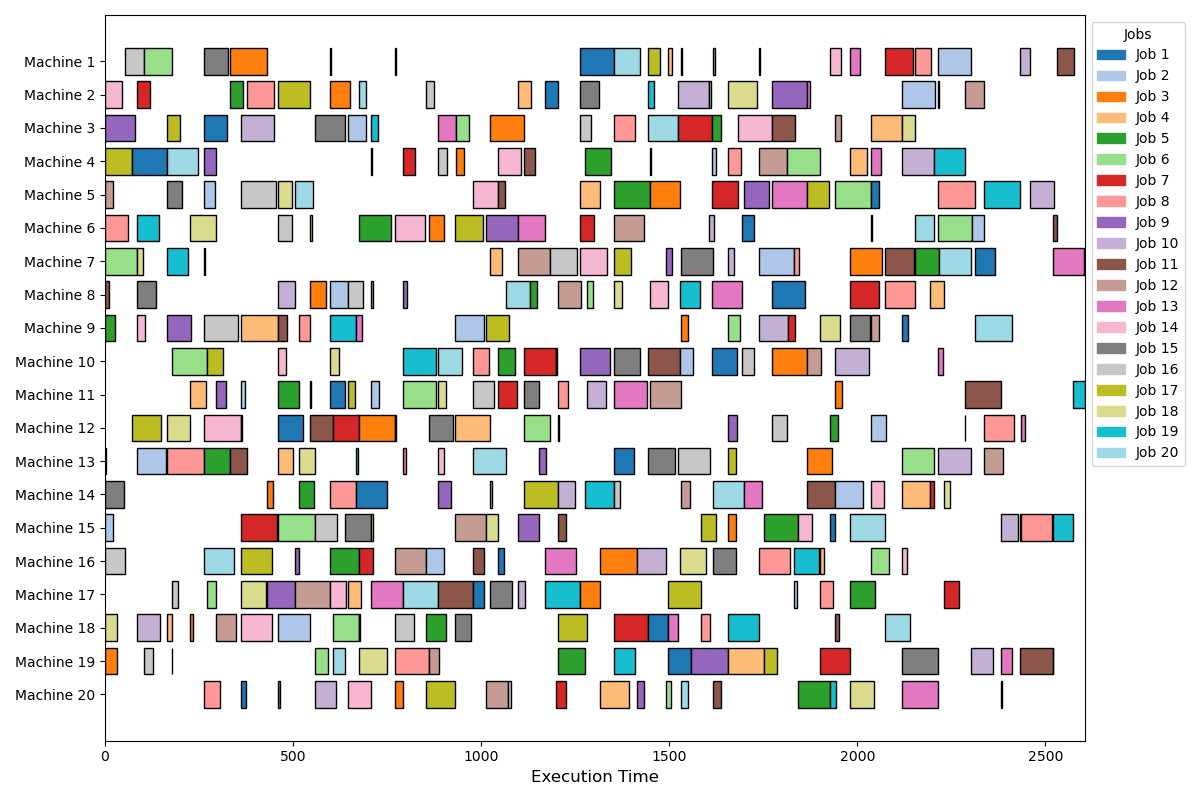 Machine 1
Machine 2
Machine 3
Machine 4
Machine 5
Machine 6
Machine 7
Machine 8
Machine 9
Machine 10
Machine 11
Machine 12
Machine 13
Machine 14
Machine 15
Machine 16
Machine 17
Machine 18
Machine 19
Machine 20
0 500 1000 1500 2000 2500
Execution Time
Jobs
Job 1
Job 2
Job 3
Job 4
Job 5
Job 6
Job 7
Job 8
Job 9
Job 10
Job 11
Job 12
Job 13
Job 14
Job 15
Job 16
Job 17
Job 18
Job 19
Job 20